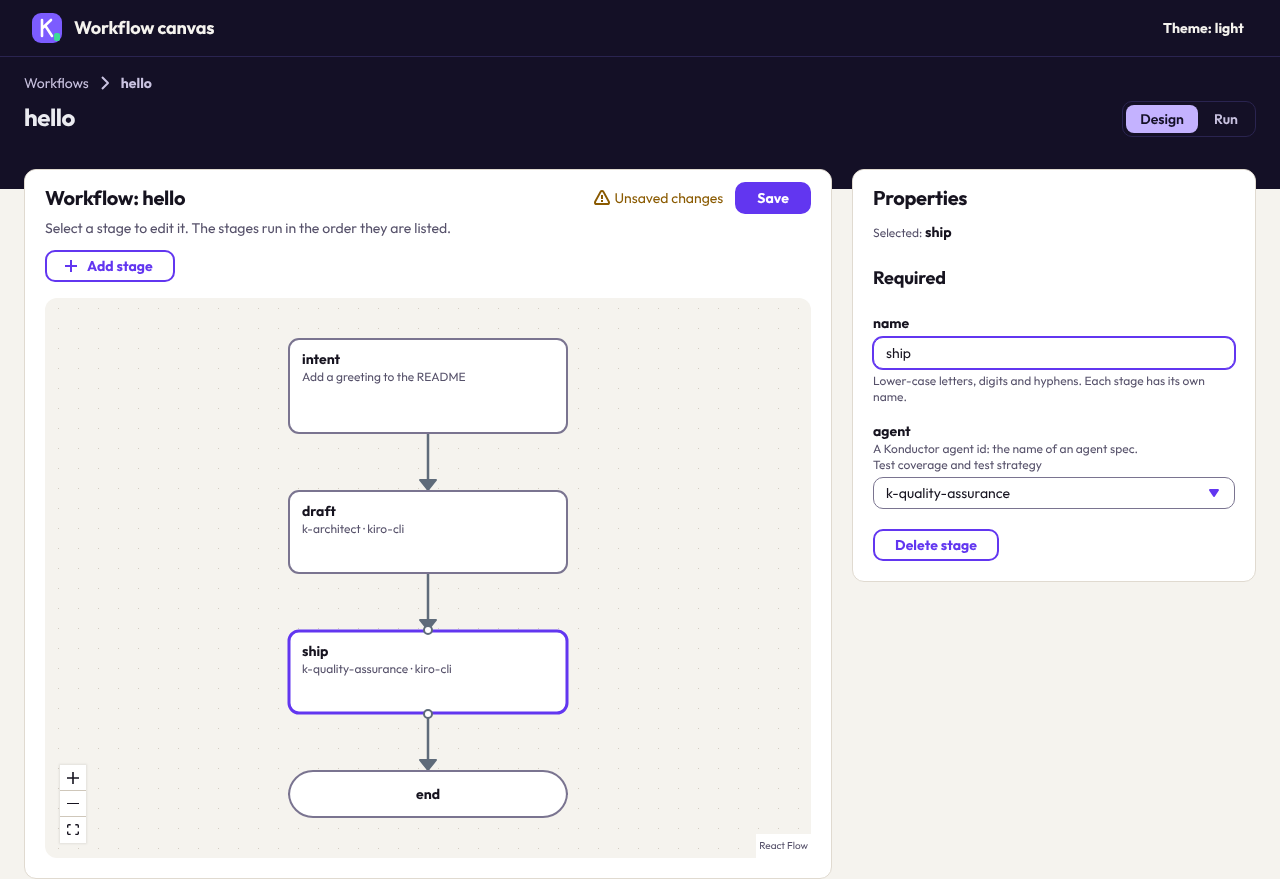 K
Workflow canvas
Theme: light
Workflows
hello
hello
Design
Run
Workflow: hello
Unsaved changes
Save
Select a stage to edit it. The stages run in the order they are listed.
Add stage
intent
Add a greeting to the README
draft
k-architect · kiro-cli
ship
k-quality-assurance · kiro-cli
end
React Flow
Properties
Selected: ship
Required
name
ship
Lower-case letters, digits and hyphens. Each stage has its own
name.
agent
A Konductor agent id: the name of an agent spec.
Test coverage and test strategy
k-quality-assurance
Delete stage